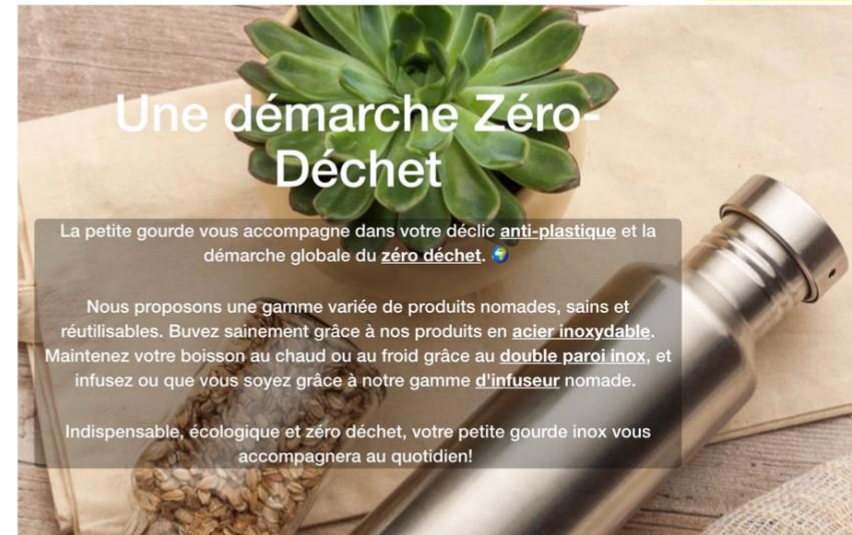 Une démarche Zéro-
Déchet
La petite gourde vous accompagne dans votre déclic anti-plastique et la
démarche globale du zéro déchet. 🌍
Nous proposons une gamme variée de produits nomades, sains et
réutilisables. Buvez sainement grâce à nos produits en acier inoxydable.
Maintenez votre boisson au chaud ou au froid grâce au double paroi inox, et
infusez ou que vous soyez grâce à notre gamme d'infuseur nomade.
Indispensable, écologique et zéro déchet, votre petite gourde inox vous
accompagnera au quotidien!